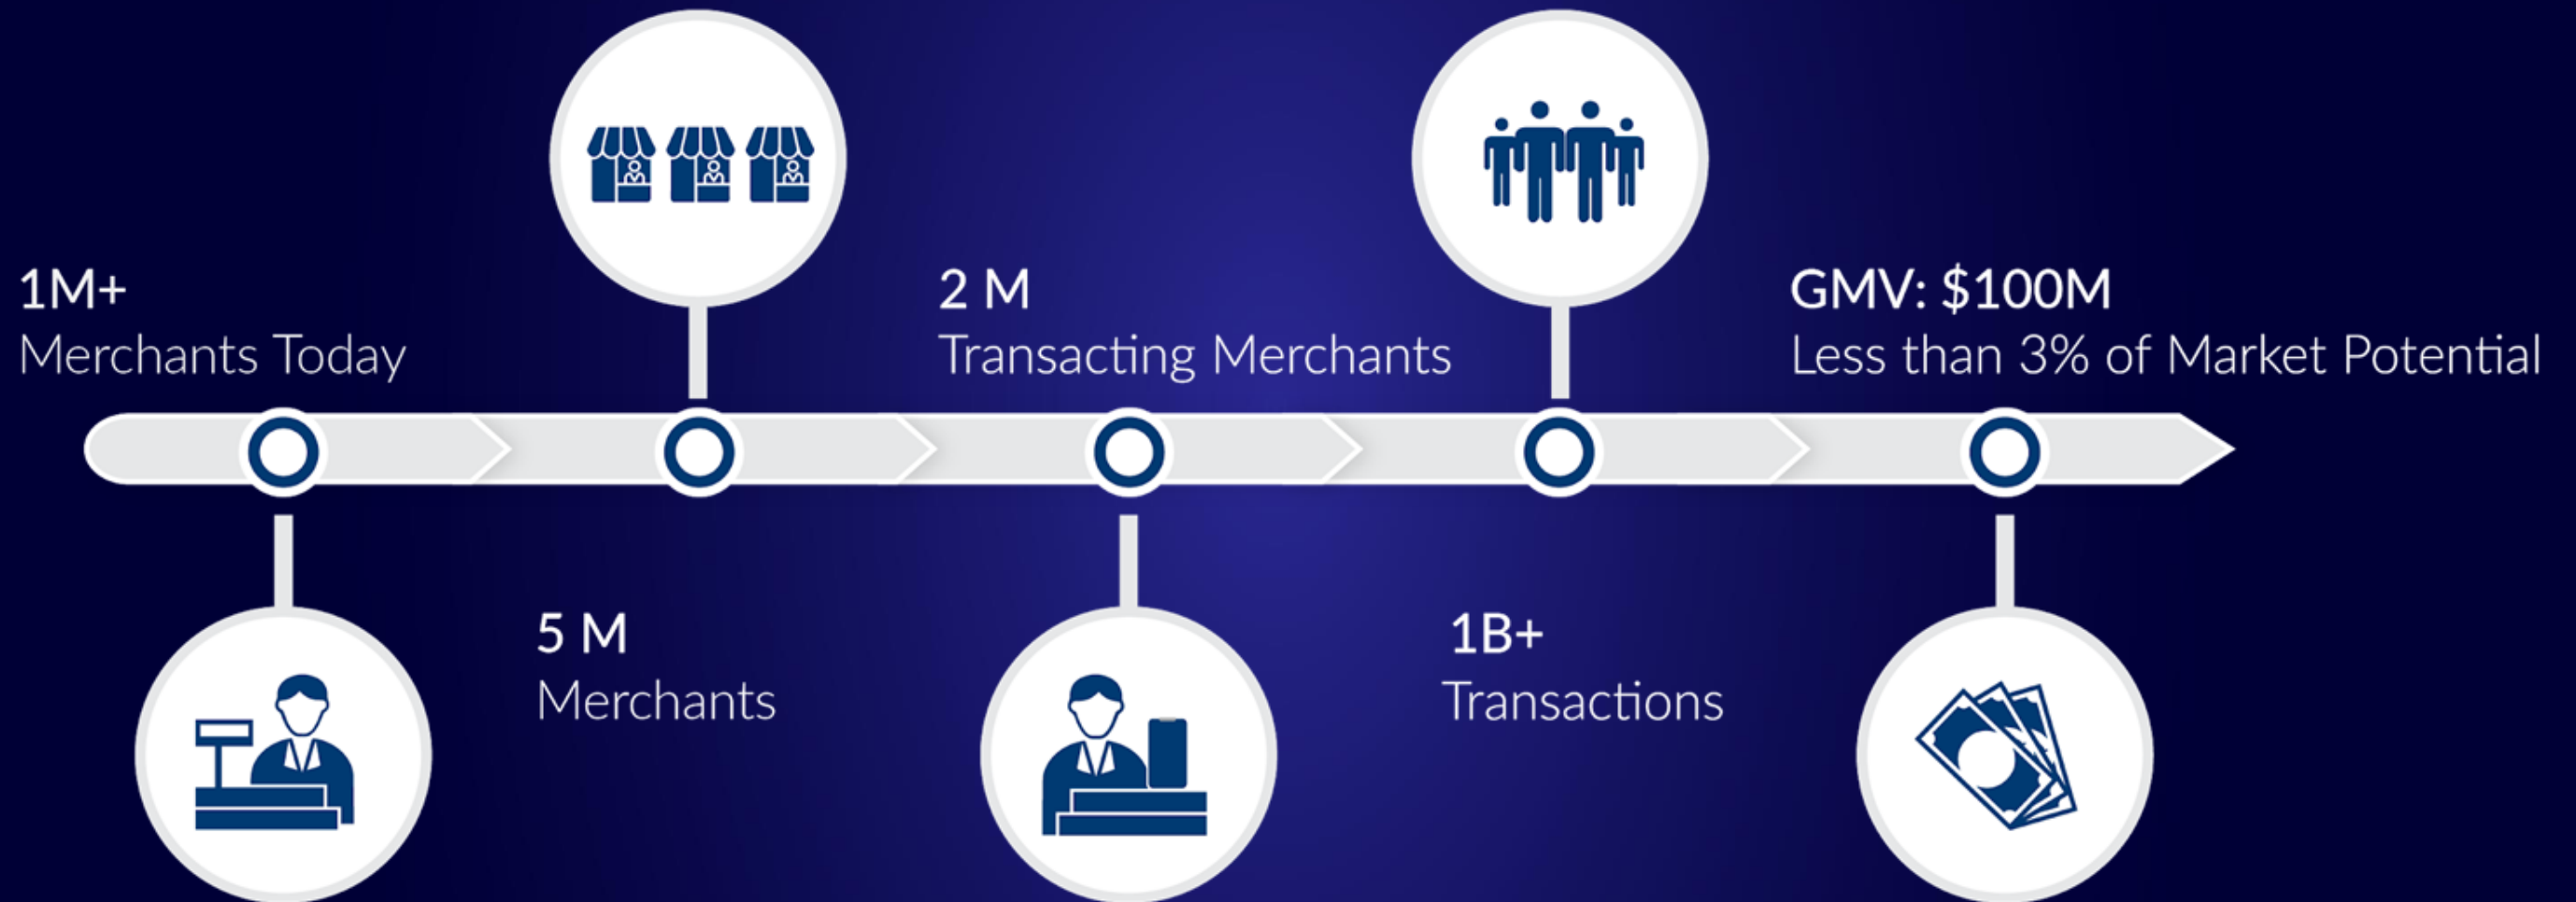 1M+
Merchants Today
5 M
Merchants
2 M
Transacting Merchants
1B+
Transactions
GMV: $100M
Less than 3% of Market Potential